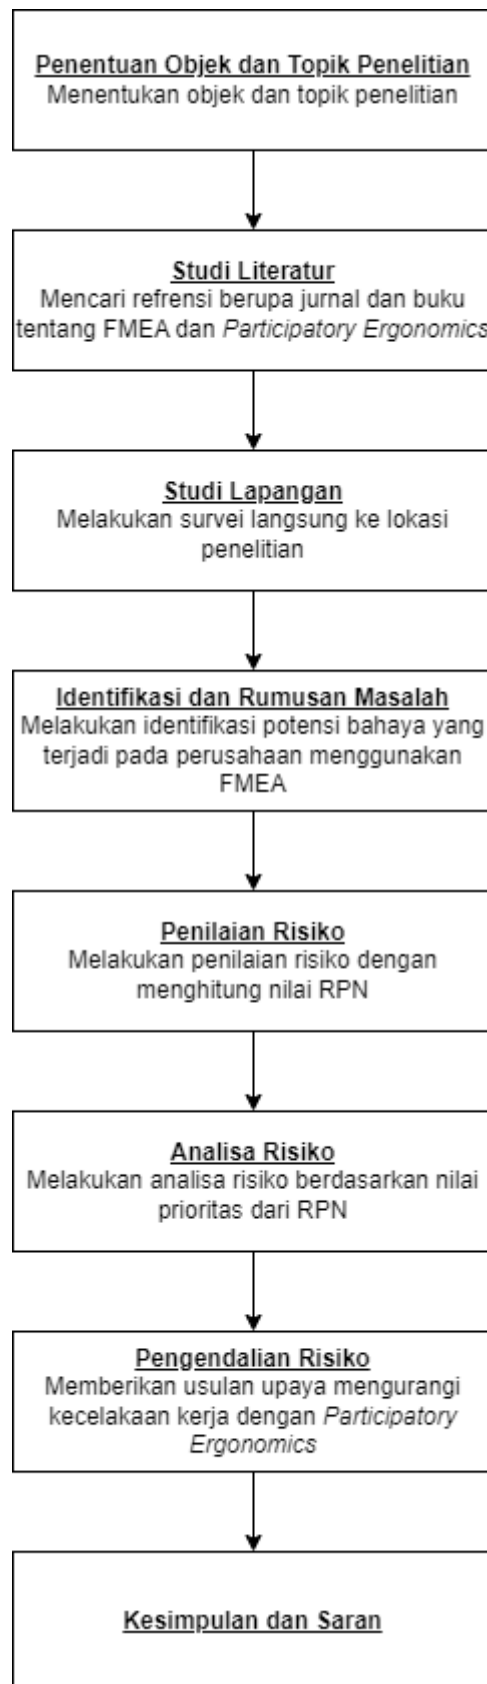 Penentuan Objek dan Topik Penelitian
Menentukan objek dan topik penelitian
Studi Literatur
Mencari refrensi berupa jurnal dan buku
tentang FMEA dan Participatory Ergonomics
Studi Lapangan
Melakukan survei langsung ke lokasi
penelitian
Identifikasi dan Rumusan Masalah
Melakukan identifikasi potensi bahaya yang
terjadi pada perusahaan menggunakan
FMEA
Penilaian Risiko
Melakukan penilaian risiko dengan
menghitung nilai RPN
Analisa Risiko
Melakukan analisa risiko berdasarkan nilai
prioritas dari RPN
Pengendalian Risiko
Memberikan usulan upaya mengurangi
kecelakaan kerja dengan Participatory
Ergonomics
Kesimpulan dan Saran